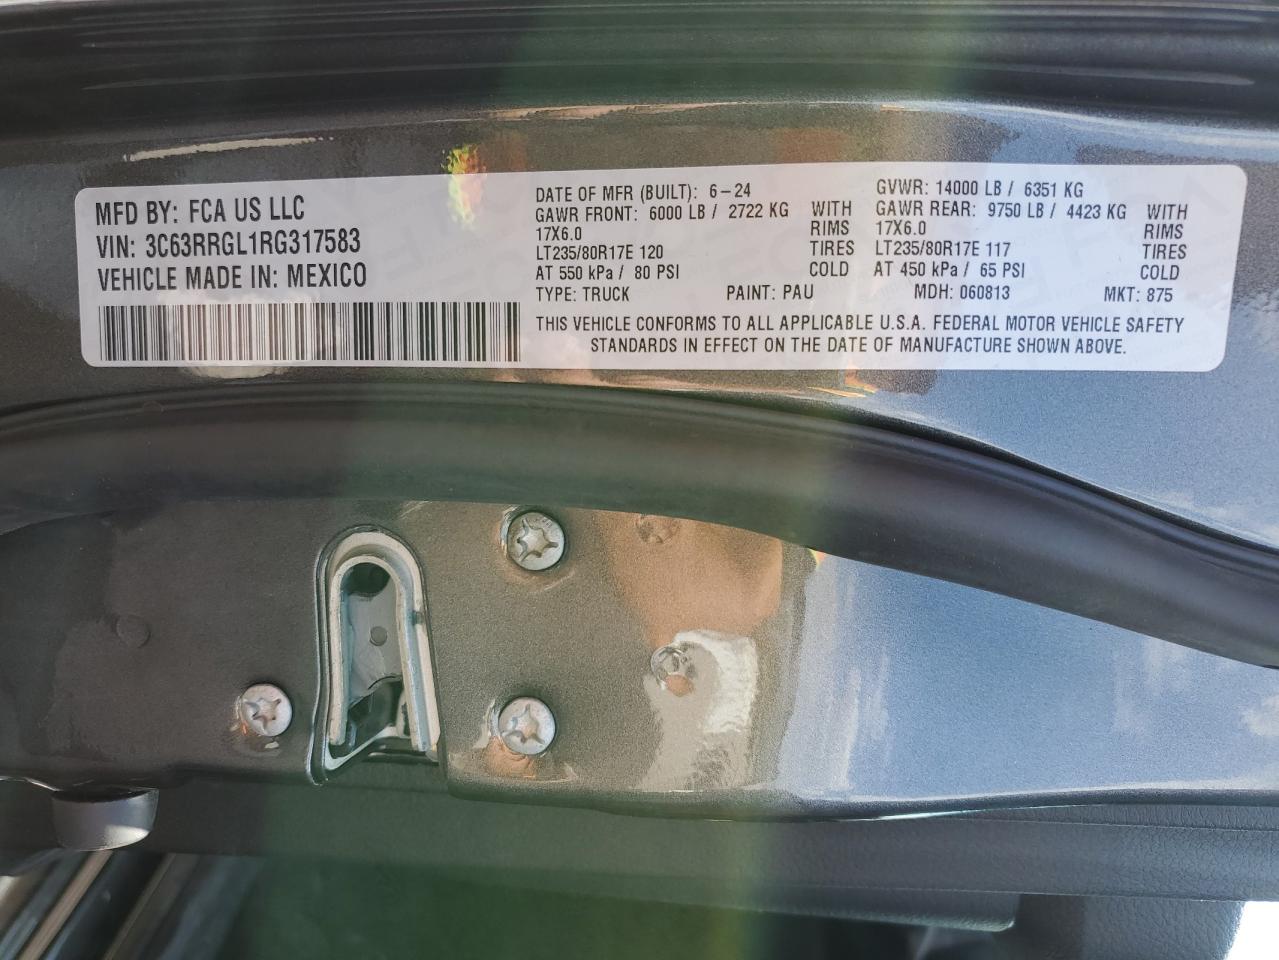 MFD BY: FCA US LLC
VIN: 3C63RRGL1RG317583
VEHICLE MADE IN: MEXICO
DATE OF MFR (BUILT): 6-24
GAWR FRONT: 6000 LB / 2722 KG WITH
17X6.0 RIMS
LT235/80R17E 120 TIRES
AT 550 kPa / 80 PSI COLD
GVWR: 14000 LB / 6351 KG
GAWR REAR: 9750 LB / 4423 KG WITH
17X6.0 RIMS
LT235/80R17E 117 TIRES
AT 450 kPa / 65 PSI COLD
TYPE: TRUCK PAINT: PAU MDH: 060813 MKT: 875
THIS VEHICLE CONFORMS TO ALL APPLICABLE U.S.A. FEDERAL MOTOR VEHICLE SAFETY
STANDARDS IN EFFECT ON THE DATE OF MANUFACTURE SHOWN ABOVE.